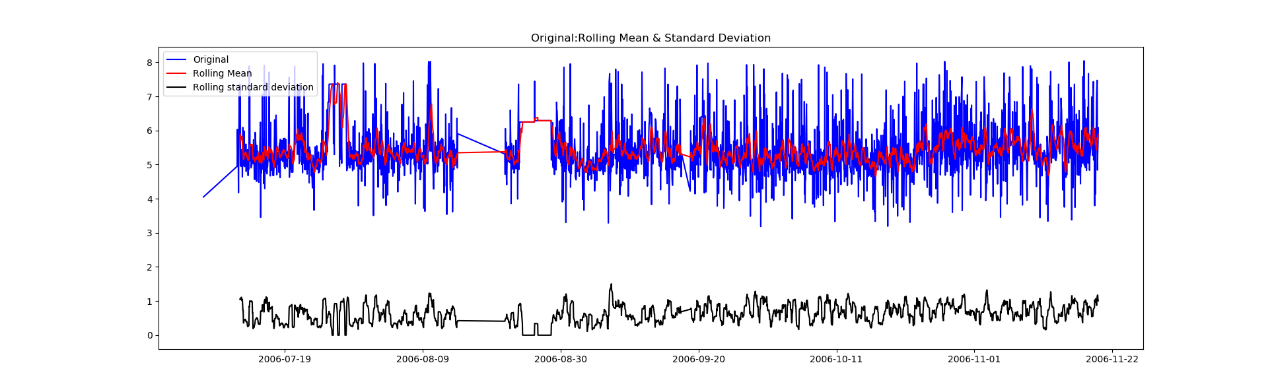 Original:Rolling Mean & Standard Deviation
Original
Rolling Mean
Rolling standard deviation
8
7
6
5
4
3
2
1
0
2006-07-19 2006-08-09 2006-08-30 2006-09-20 2006-10-11 2006-11-01 2006-11-22